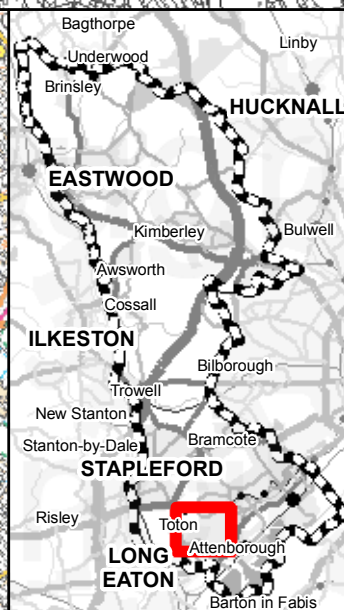 Bagthorpe
Linby
Underwood
Brinsley
HUCKNALL
EASTWOOD
Kimberley
Bulwell
Awsworth
Cossall
ILKESTON
Bilborough
Trowell
New Stanton
Bramcote
Stanton-by-Dale
STAPLEFORD
Risley
Toton
LONG
EATON
Attenborough
Barton in Fabis